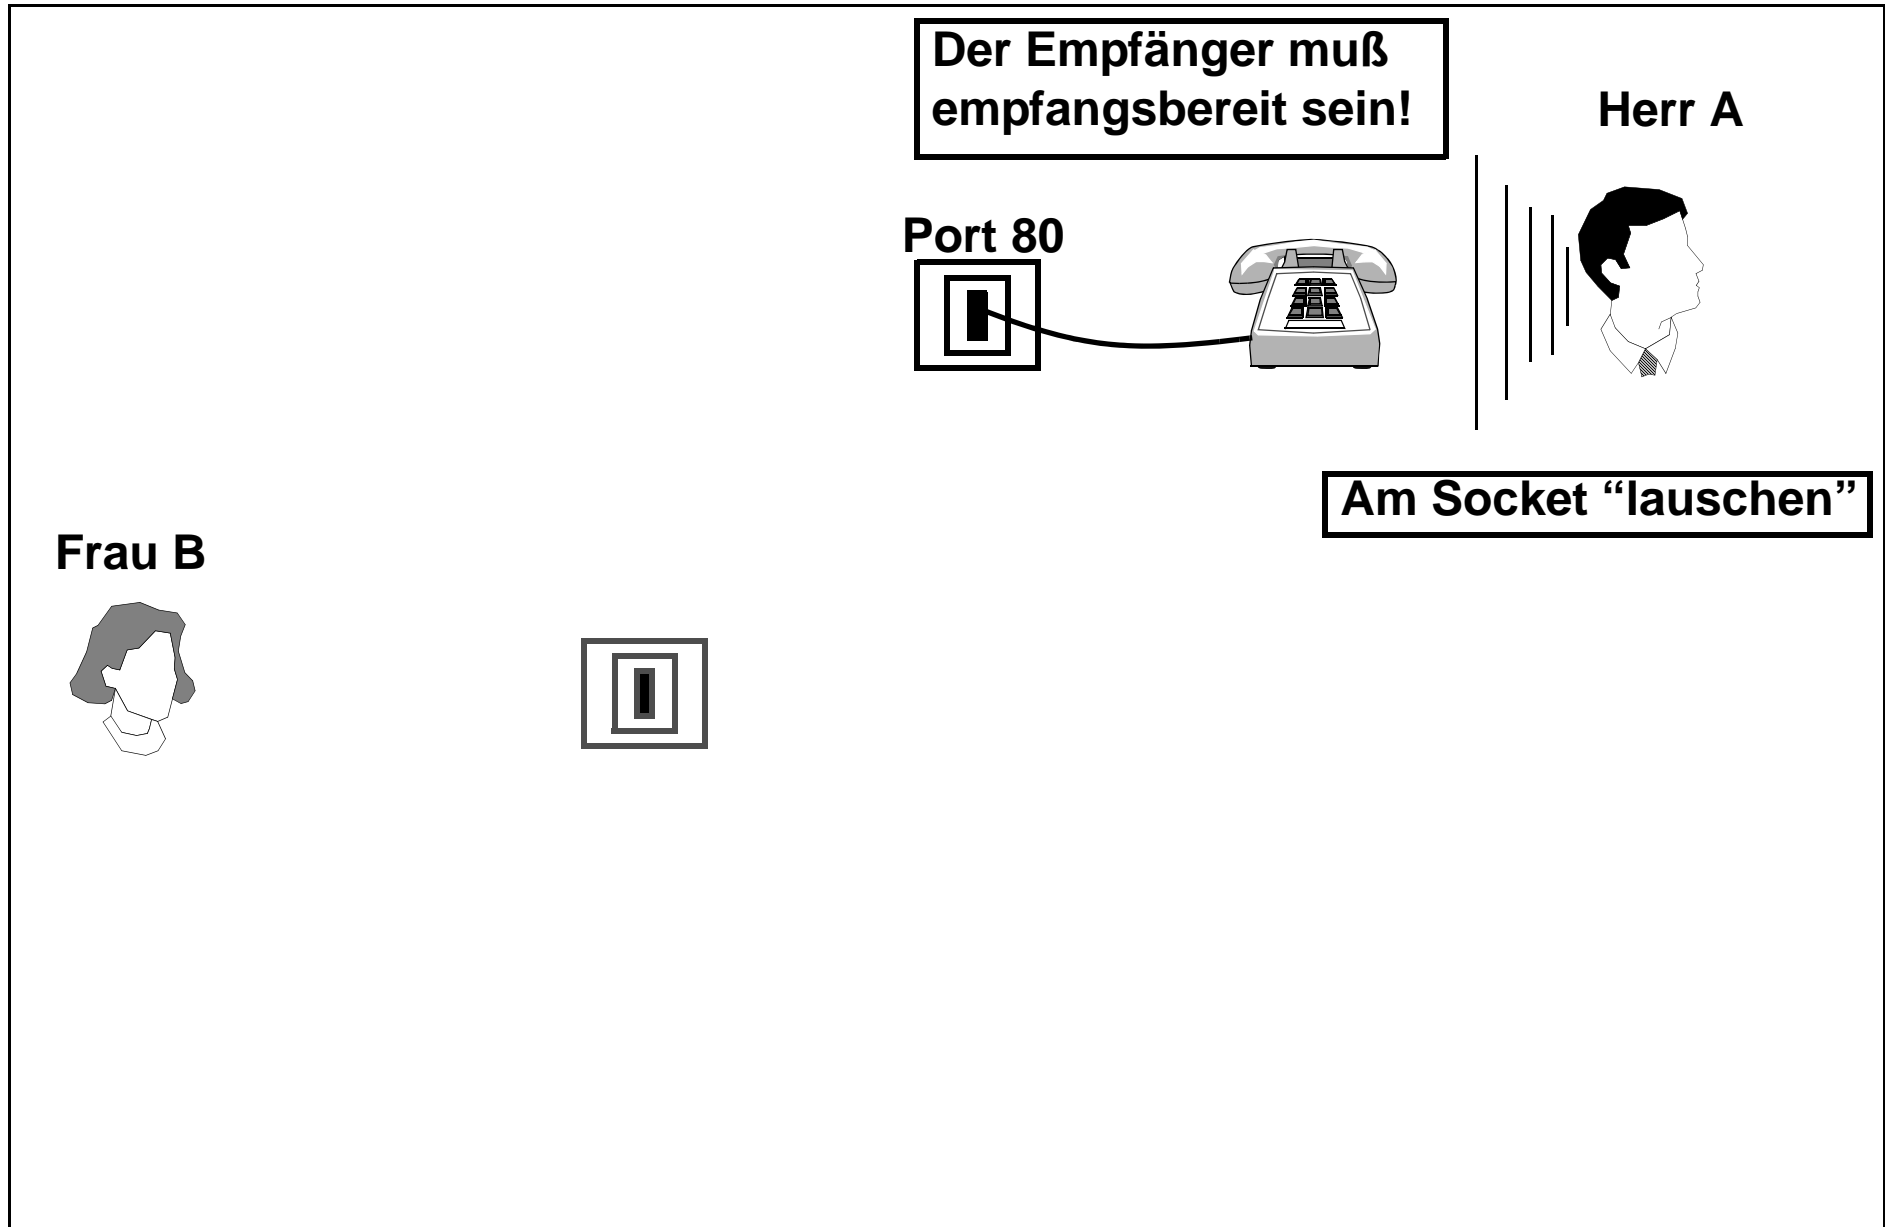 Der Empfänger muß
empfangsbereit sein!
Herr A
Port 80
Am Socket “lauschen”
Frau B